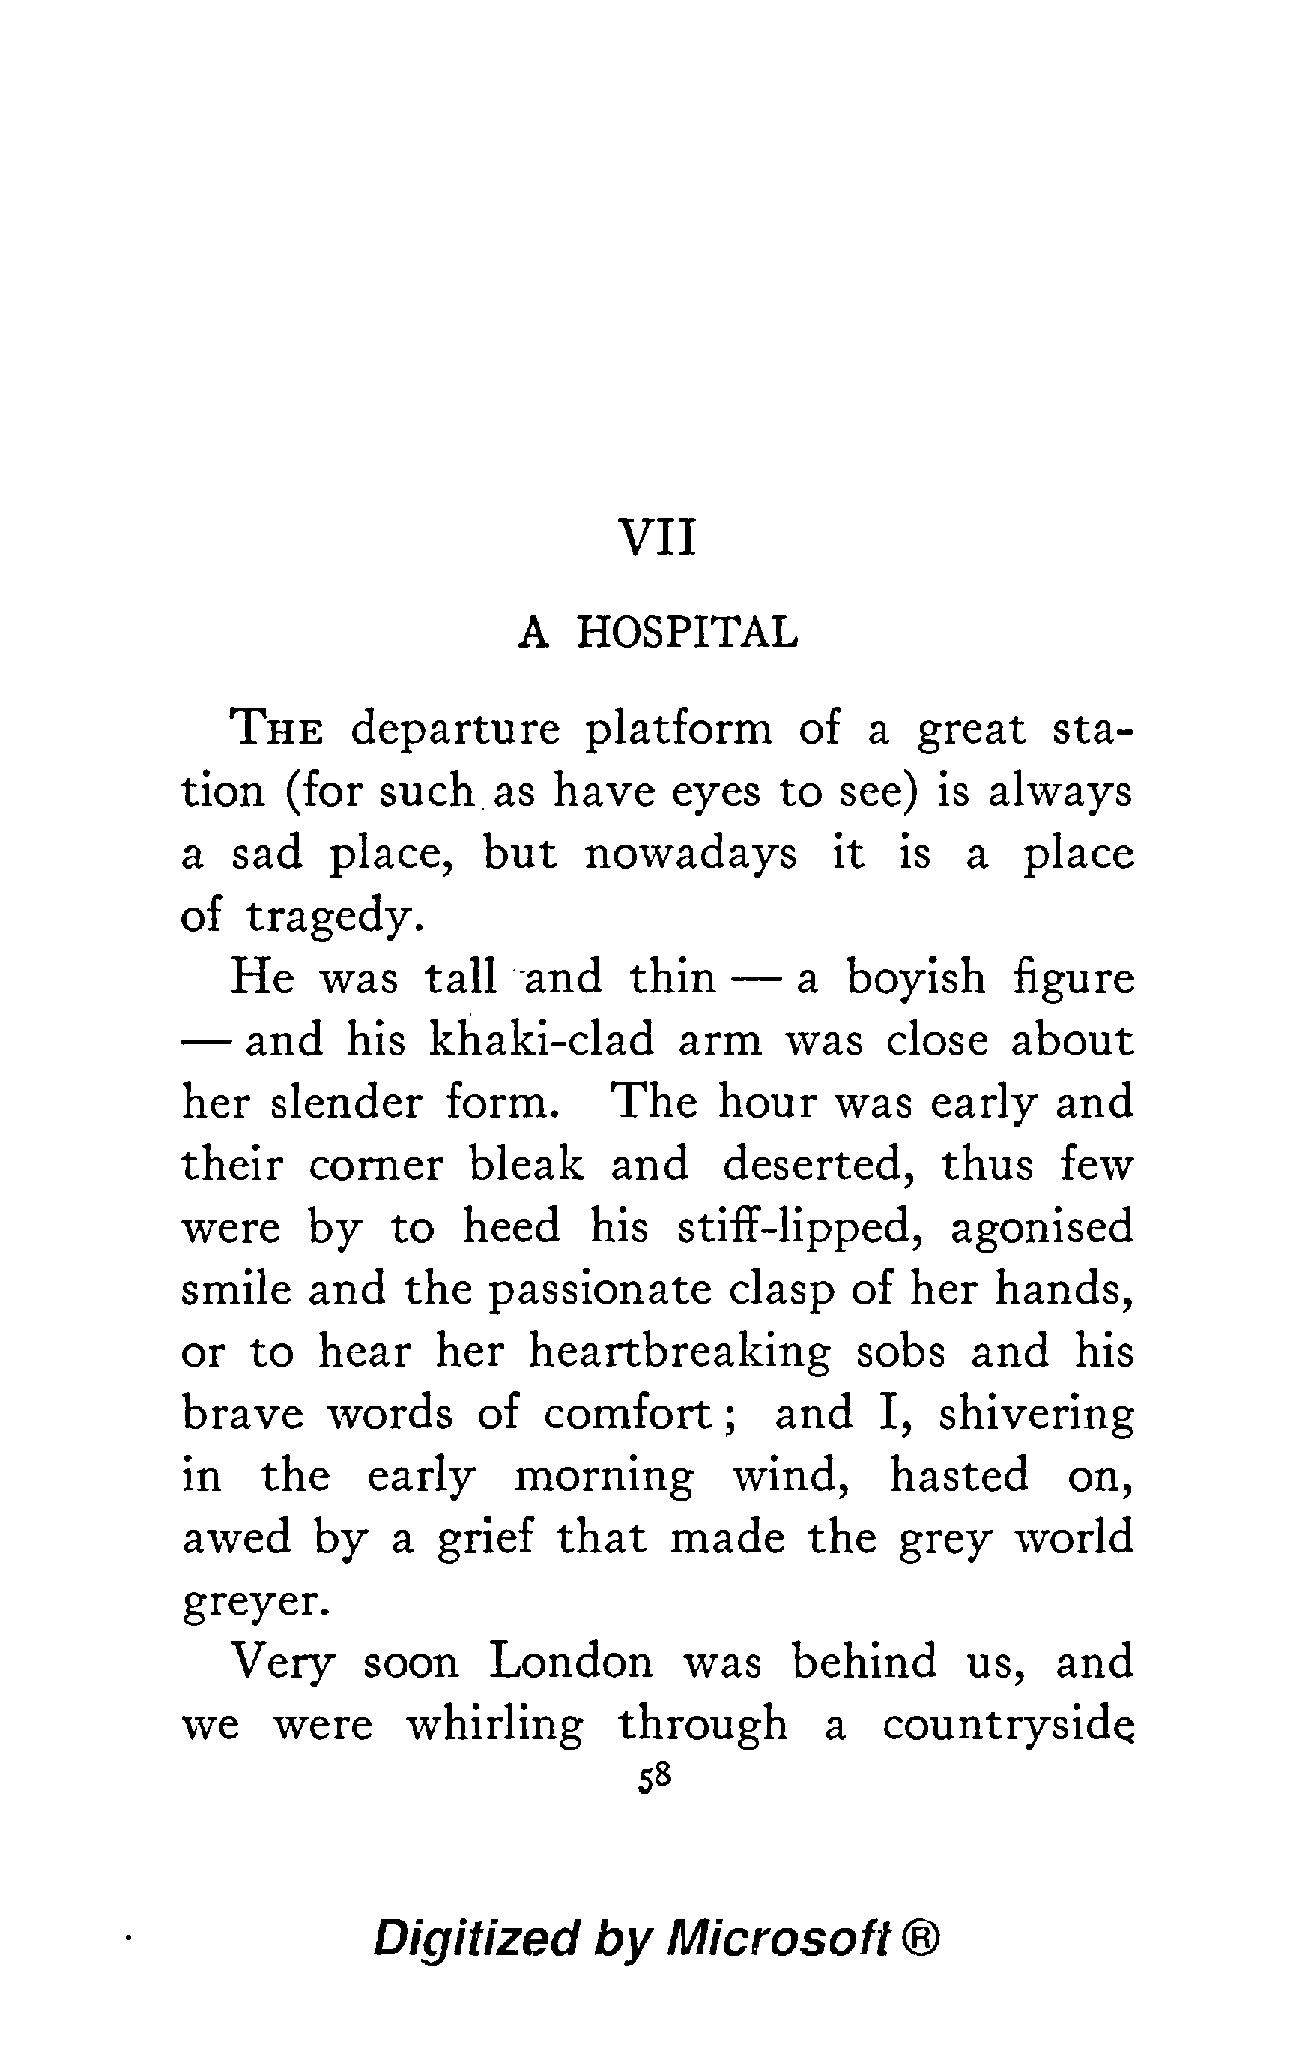 VII
A HOSPITAL
THE departure platform of a great sta-
tion (for such as have eyes to see) is always
a sad place, but nowadays it is a place
of tragedy.
He was tall and thin — a boyish figure
— and his khaki-clad arm was close about
her slender form. The hour was early and
their corner bleak and deserted, thus few
were by to heed his stiff-lipped, agonised
smile and the passionate clasp of her hands,
or to hear her heartbreaking sobs and his
brave words of comfort ; and I, shivering
in the early morning wind, hasted on,
awed by a grief that made the grey world
greyer.
Very soon London was behind us, and
we were whirling through a countryside
58
Digitized by Microsoft ®